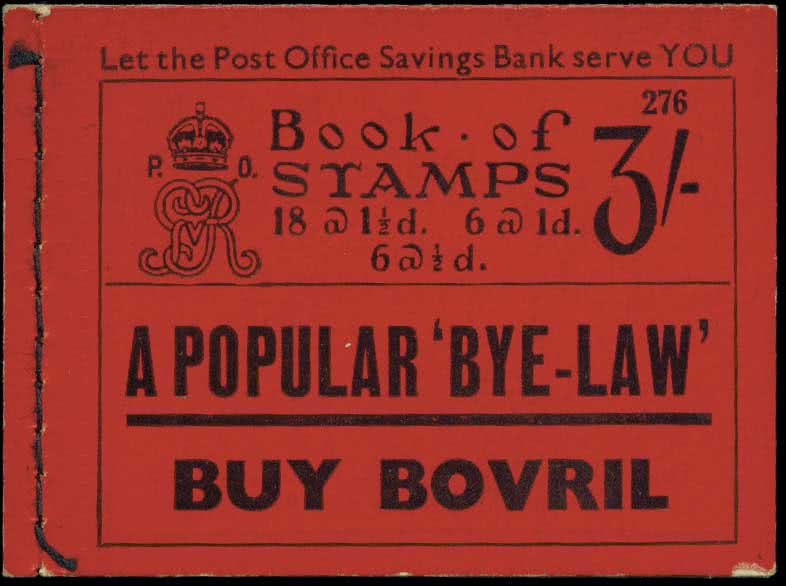 Let the Post Office Savings Bank serve YOU
276
P. O.
Book · of
STAMPS
3/-
18 @ 1½d. 6 @ 1d.
6 @ ½d.
A POPULAR 'BYE-LAW'
BUY BOVRIL